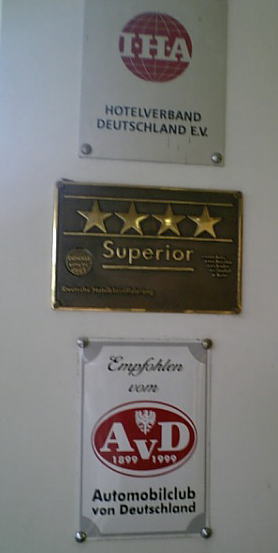 IHA
HOTELVERBAND
DEUTSCHLAND E.V.
Superior
Deutsche Hotelklassifizierung
Empfohlen
vom
AvD
1899 1999
Automobilclub
von Deutschland